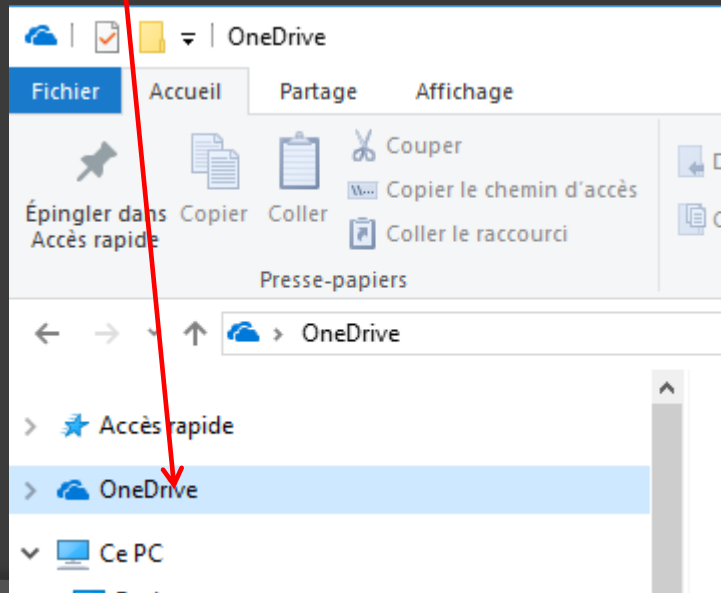 OneDrive
Fichier Accueil Partage Affichage
Couper
Copier le chemin d'accès
Coller le raccourci
Épingler dans
Accès rapide
Copier
Coller
Presse-papiers
OneDrive
Accès rapide
OneDrive
Ce PC